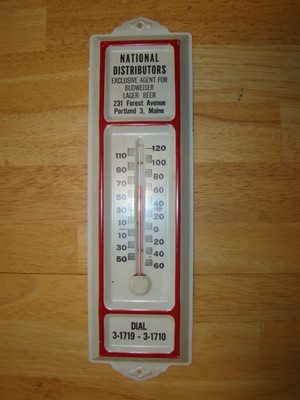 NATIONAL
DISTRIBUTORS
EXCLUSIVE AGENT FOR
BUDWEISER
LAGER BEER
231 Forest Avenue
Portland 3, Maine
120
110
100
90
80
70
60
50
40
30
20
10
0
10
20
30
40
50
60
DIAL
3-1719 - 3-1710